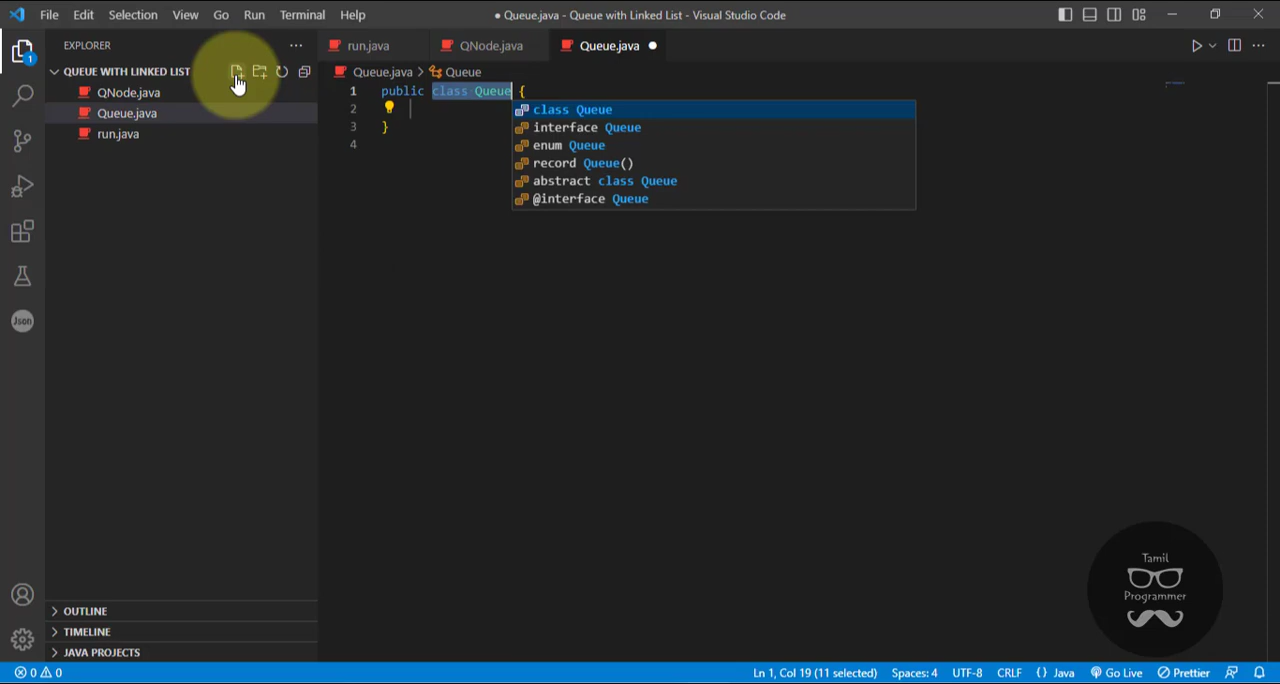 File Edit Selection View Go Run Terminal Help
● Queue.java - Queue with Linked List - Visual Studio Code
EXPLORER
QUEUE WITH LINKED LIST
QNode.java
Queue.java
run.java
OUTLINE
TIMELINE
JAVA PROJECTS
1
Json
run.java QNode.java Queue.java
Queue.java > Queue
1 public class Queue {
2
3 }
4
class Queue
interface Queue
enum Queue
record Queue()
abstract class Queue
@interface Queue
Tamil
Programmer
0 0 Ln 1, Col 19 (11 selected) Spaces: 4 UTF-8 CRLF {} Java Go Live Prettier